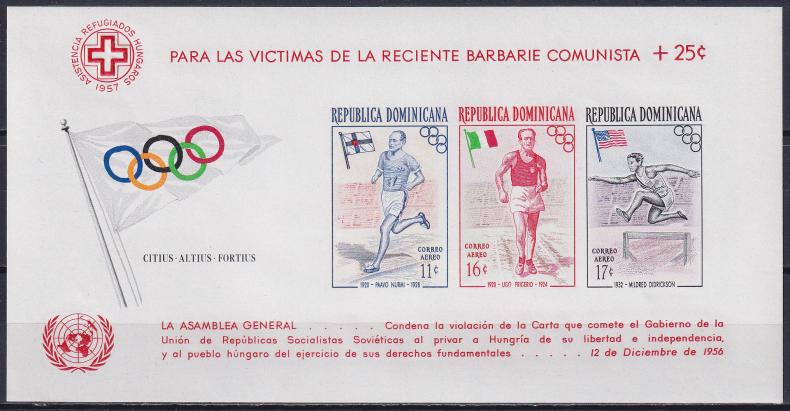 ASISTENCIA REFUGIADOS HUNGAROS
1957
PARA LAS VICTIMAS DE LA RECIENTE BARBARIE COMUNISTA + 25¢
CITIUS · ALTIUS · FORTIUS
REPUBLICA DOMINICANA
CORREO
AEREO
11¢
1920 - PAAVO NURMI - 1928
REPUBLICA DOMINICANA
CORREO
AEREO
16¢
1920 - UGO FRIGERIO - 1924
REPUBLICA DOMINICANA
CORREO
AEREO
17¢
1932 - MILDRED DIDRICKSON
LA ASAMBLEA GENERAL . . . . . Condena la violación de la Carta que comete el Gobierno de la
Unión de Repúblicas Socialistas Soviéticas al privar a Hungría de su libertad e independencia,
y al pueblo húngaro del ejercicio de sus derechos fundamentales . . . . . 12 de Diciembre de 1956